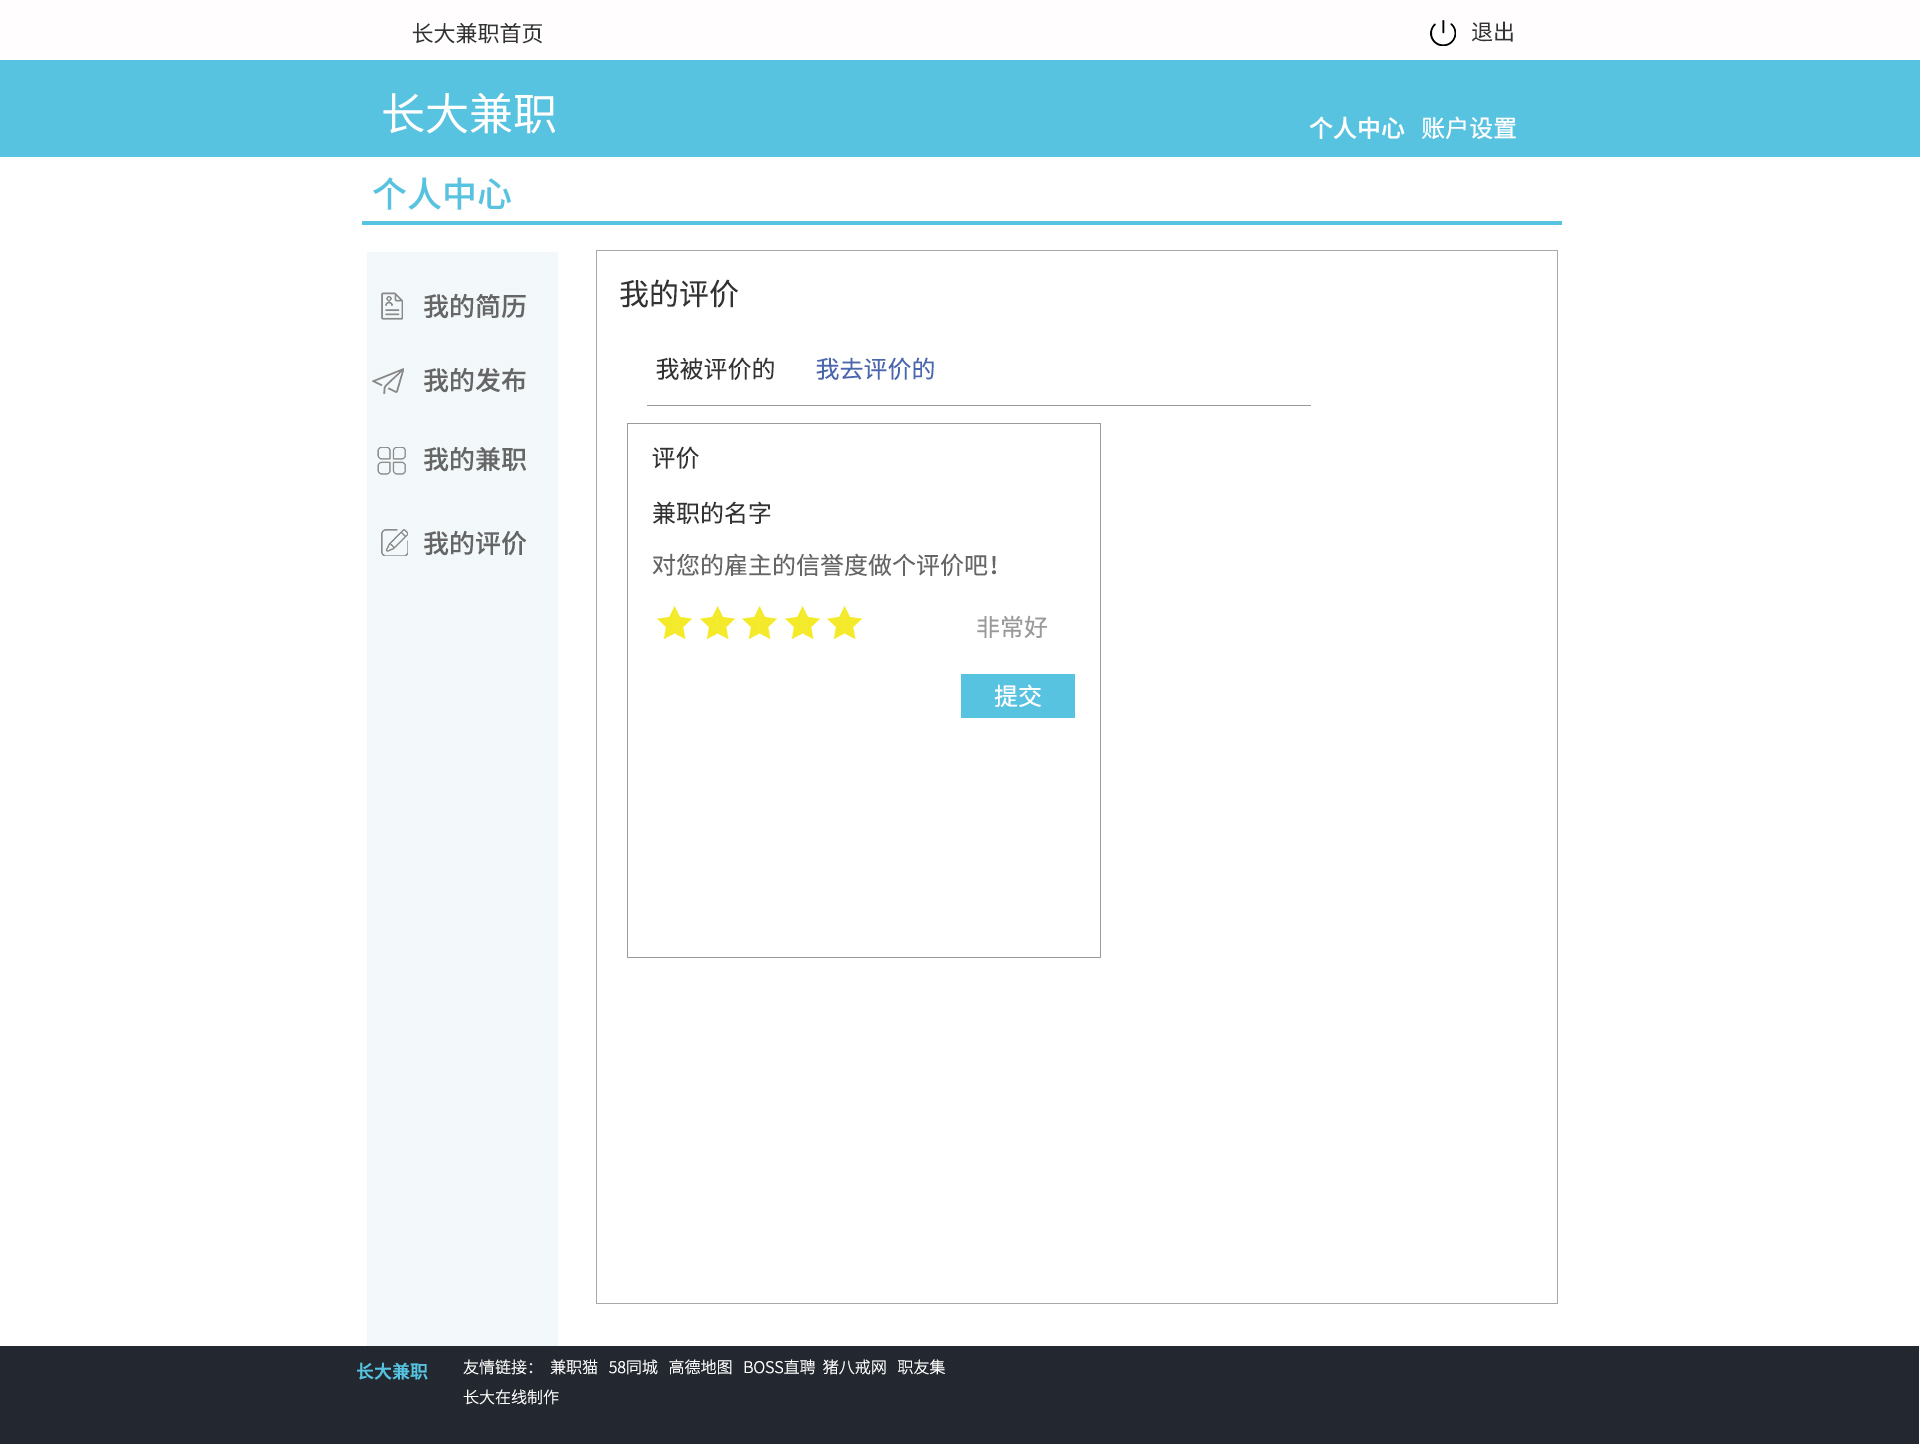 长大兼职首页
退出
长大兼职
个人中心 账户设置
个人中心
我的简历
我的发布
我的兼职
我的评价
我的评价
我被评价的 我去评价的
评价
兼职的名字
对您的雇主的信誉度做个评价吧！
非常好
提交
长大兼职
友情链接： 兼职猫 58同城 高德地图 BOSS直聘 猪八戒网 职友集
长大在线制作